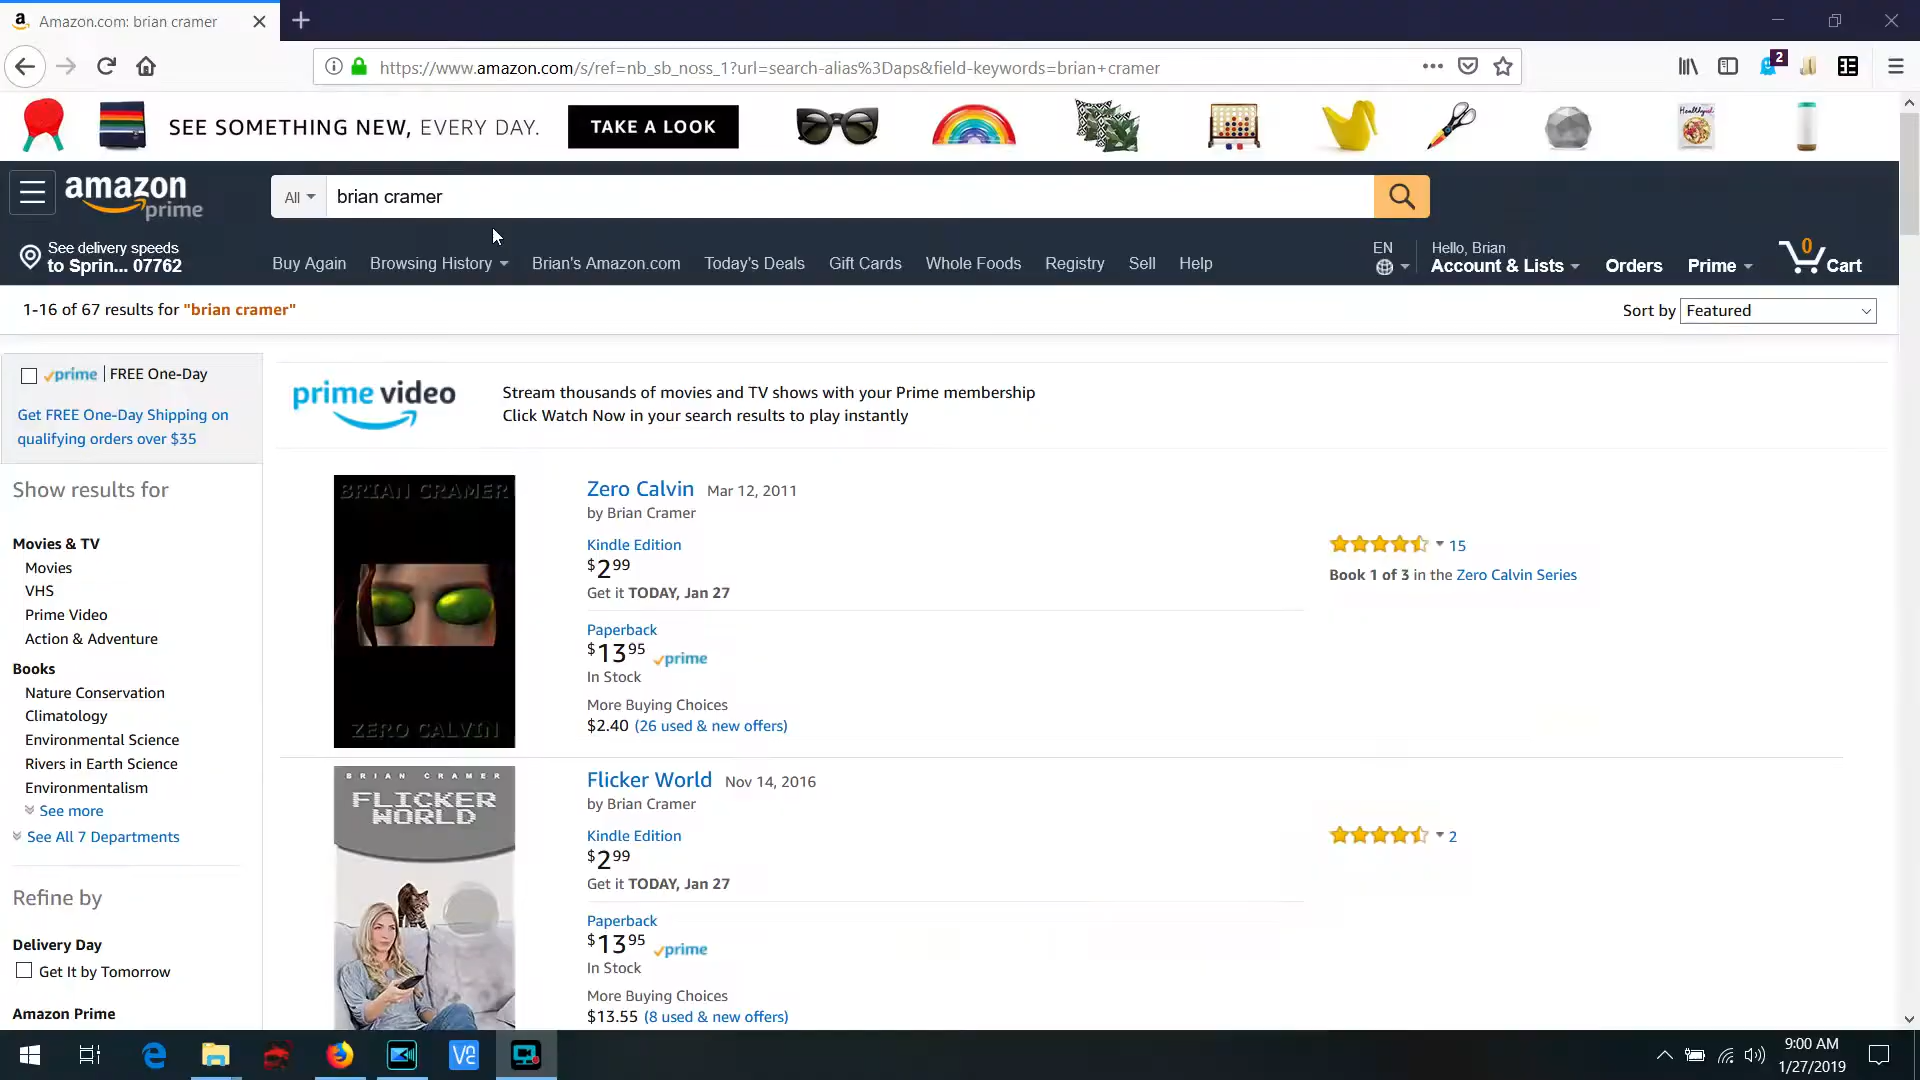 Amazon.com: brian cramer
https://www.amazon.com/s/ref=nb_sb_noss_1?url=search-alias%3Daps&field-keywords=brian+cramer
2
SEE SOMETHING NEW, EVERY DAY.
TAKE A LOOK
amazon
prime
All
brian cramer
See delivery speeds
to Sprin... 07762
Buy Again
Browsing History
Brian's Amazon.com
Today's Deals
Gift Cards
Whole Foods
Registry
Sell
Help
EN
Hello, Brian
Account & Lists
Orders
Prime
0
Cart
1-16 of 67 results for "brian cramer"
Sort by
Featured
prime
FREE One-Day
Get FREE One-Day Shipping on
qualifying orders over $35
Show results for
Movies & TV
Movies
VHS
Prime Video
Action & Adventure
Books
Nature Conservation
Climatology
Environmental Science
Rivers in Earth Science
Environmentalism
See more
See All 7 Departments
Refine by
Delivery Day
Get It by Tomorrow
Amazon Prime
prime video
Stream thousands of movies and TV shows with your Prime membership
Click Watch Now in your search results to play instantly
BRIAN CRAMER
ZERO CALVIN
Zero Calvin Mar 12, 2011
by Brian Cramer
Kindle Edition
$2 99
Get it TODAY, Jan 27
Paperback
$13 95 prime
In Stock
More Buying Choices
$2.40 (26 used & new offers)
15
Book 1 of 3 in the Zero Calvin Series
BRIAN CRAMER
FLICKER
WORLD
Flicker World Nov 14, 2016
by Brian Cramer
Kindle Edition
$2 99
Get it TODAY, Jan 27
Paperback
$13 95 prime
In Stock
More Buying Choices
$13.55 (8 used & new offers)
2
9:00 AM
1/27/2019